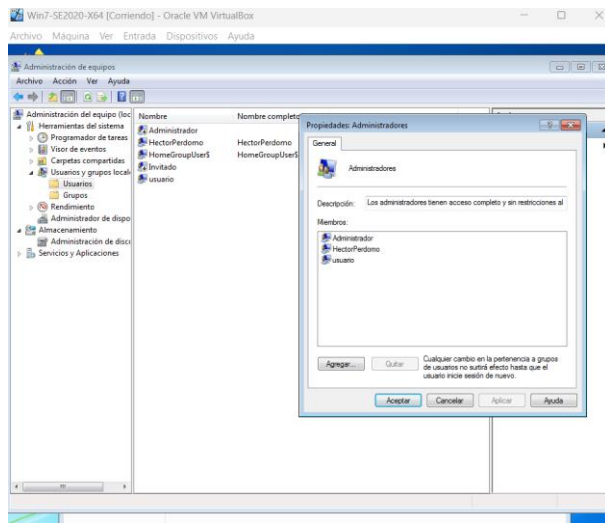 Win7-SE2020-X64 [Corriendo] - Oracle VM VirtualBox
Archivo Máquina Ver Entrada Dispositivos Ayuda
Administración de equipos
Archivo Acción Ver Ayuda
Administración del equipo (loc
Herramientas del sistema
Programador de tareas
Visor de eventos
Carpetas compartidas
Usuarios y grupos locale
Usuarios
Grupos
Rendimiento
Administrador de dispo
Almacenamiento
Administración de disco
Servicios y Aplicaciones
Nombre Nombre completo
Administrador
HectorPerdomo HectorPerdomo
HomeGroupUser$ HomeGroupUser$
Invitado
usuario
Propiedades: Administradores
General
Administradores
Descripción: Los administradores tienen acceso completo y sin restricciones al
Miembros:
Administrador
HectorPerdomo
usuario
Agregar... Quitar
Cualquier cambio en la pertenencia a grupos
de usuarios no surtirá efecto hasta que el
usuario inicie sesión de nuevo.
Aceptar Cancelar Aplicar Ayuda